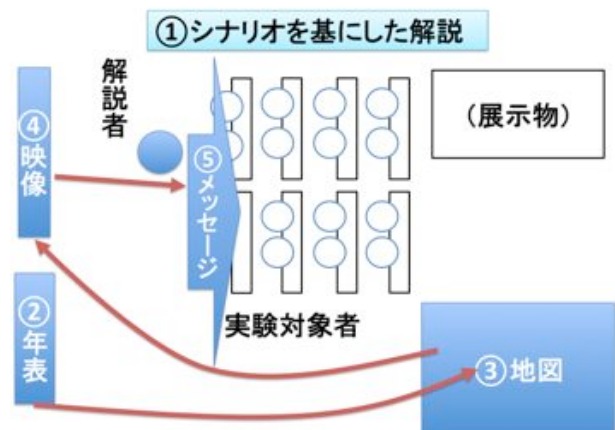 ①シナリオを基にした解説
解説者
④映像
⑤メッセージ
(展示物)
②年表
実験対象者
③地図